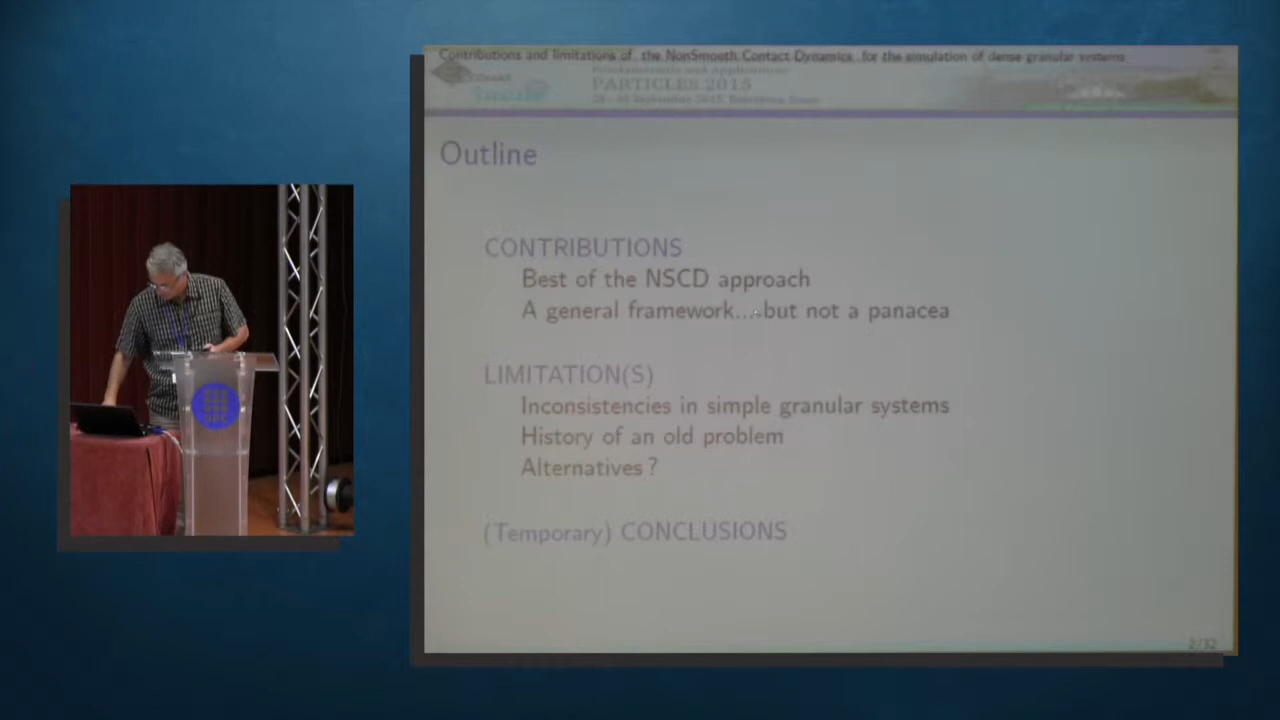 Contributions and limitations of the NonSmooth Contact Dynamics for the simulation of dense granular systems
PARTICLES 2015
Outline
CONTRIBUTIONS
Best of the NSCD approach
A general framework....but not a panacea
LIMITATION(S)
Inconsistencies in simple granular systems
History of an old problem
Alternatives ?
(Temporary) CONCLUSIONS
2/32